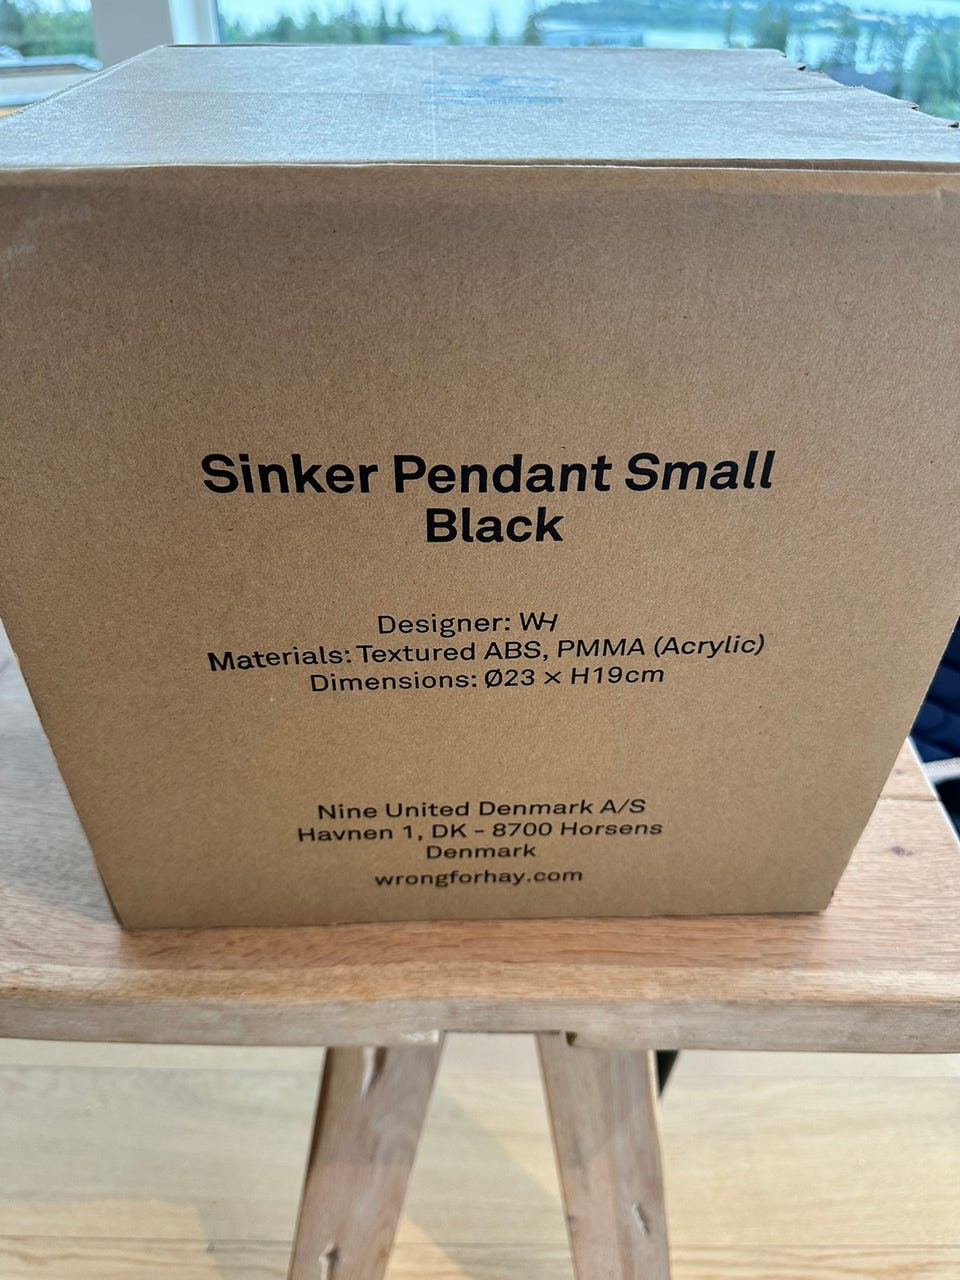 Sinker Pendant Small
Black
Designer: WH
Materials: Textured ABS, PMMA (Acrylic)
Dimensions: Ø23 × H19cm
Nine United Denmark A/S
Havnen 1, DK - 8700 Horsens
Denmark
wrongforhay.com